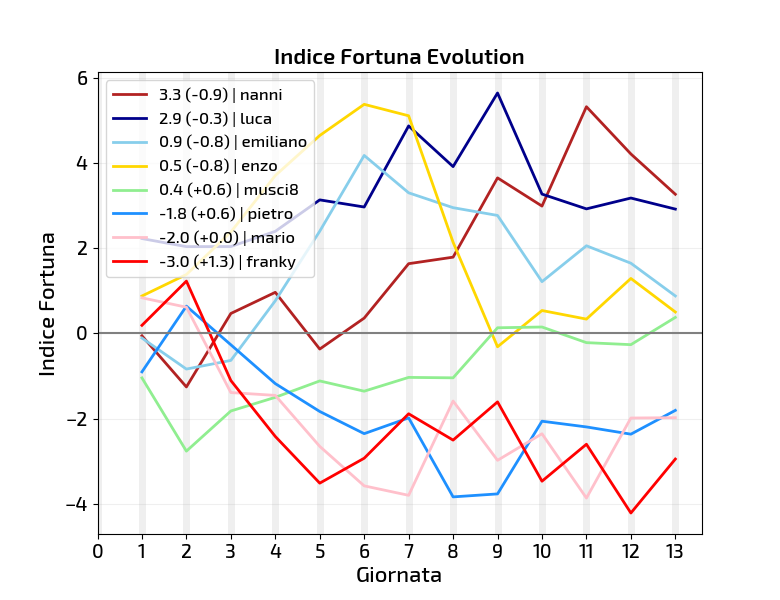 Indice Fortuna Evolution
6
4
2
0
−2
−4
Indice Fortuna
3.3 (-0.9) | nanni
2.9 (-0.3) | luca
0.9 (-0.8) | emiliano
0.5 (-0.8) | enzo
0.4 (+0.6) | musci8
-1.8 (+0.6) | pietro
-2.0 (+0.0) | mario
-3.0 (+1.3) | franky
0 1 2 3 4 5 6 7 8 9 10 11 12 13
Giornata